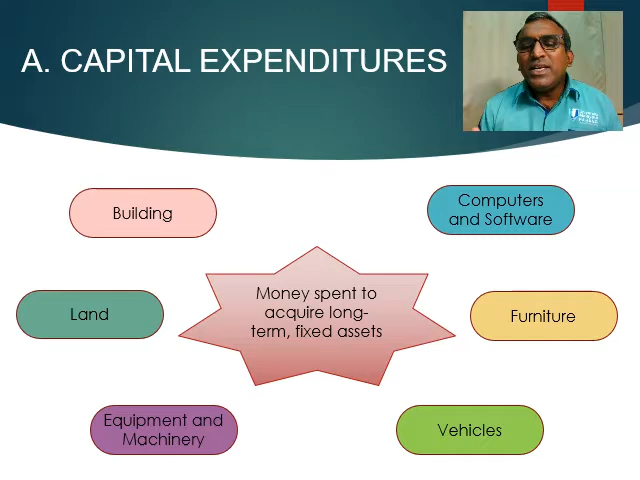 A. CAPITAL EXPENDITURES
Building
Computers
and Software
Money spent to
acquire long-
term, fixed assets
Land
Furniture
Equipment and
Machinery
Vehicles